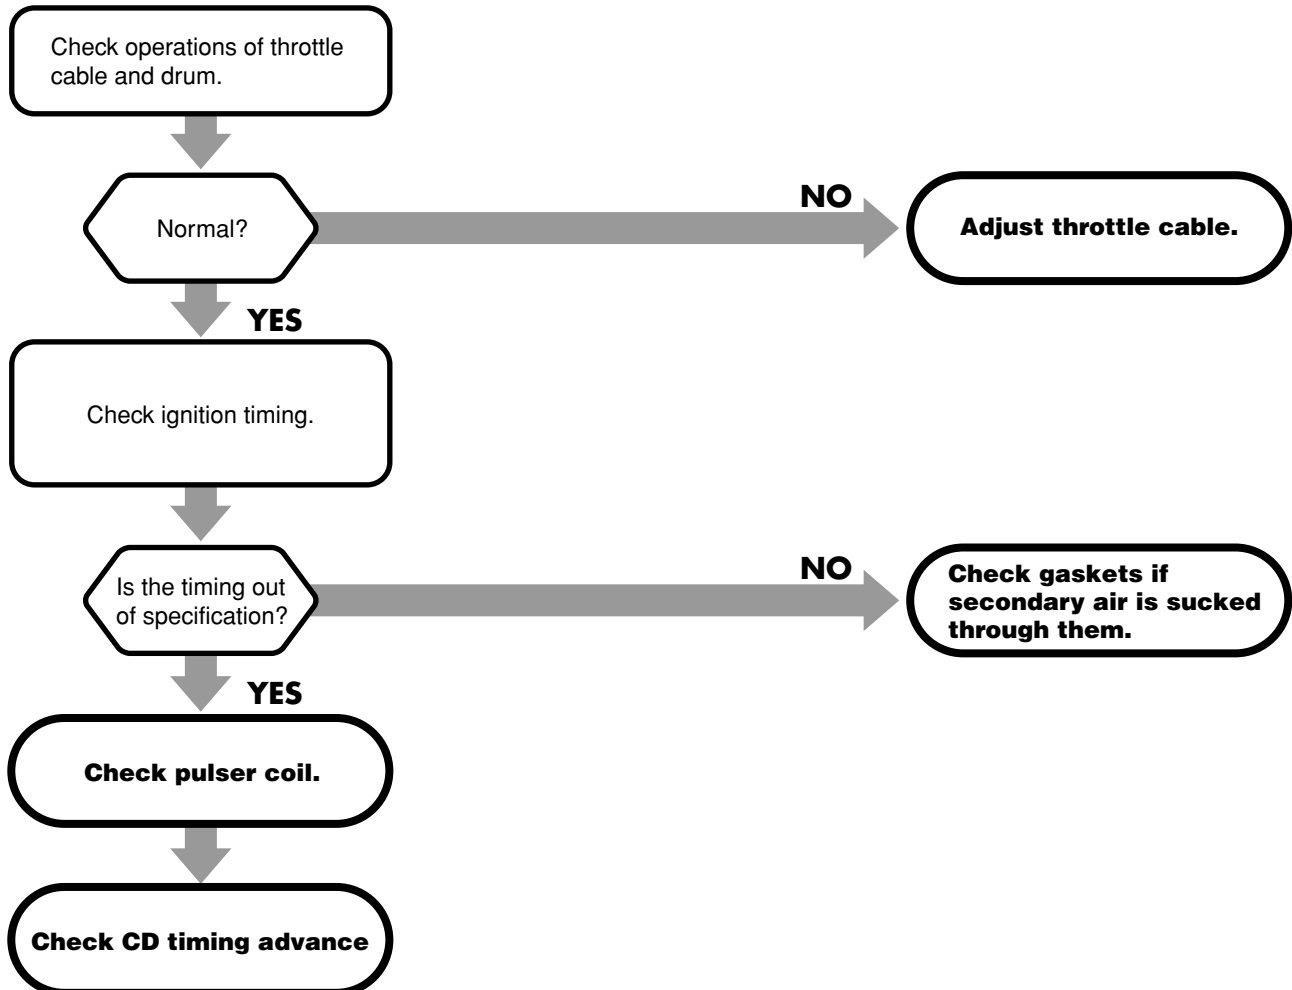 Check operations of throttle
cable and drum.
Normal?
NO
Adjust throttle cable.
YES
Check ignition timing.
Is the timing out
of specification?
NO
Check gaskets if
secondary air is sucked
through them.
YES
Check pulser coil.
Check CD timing advance